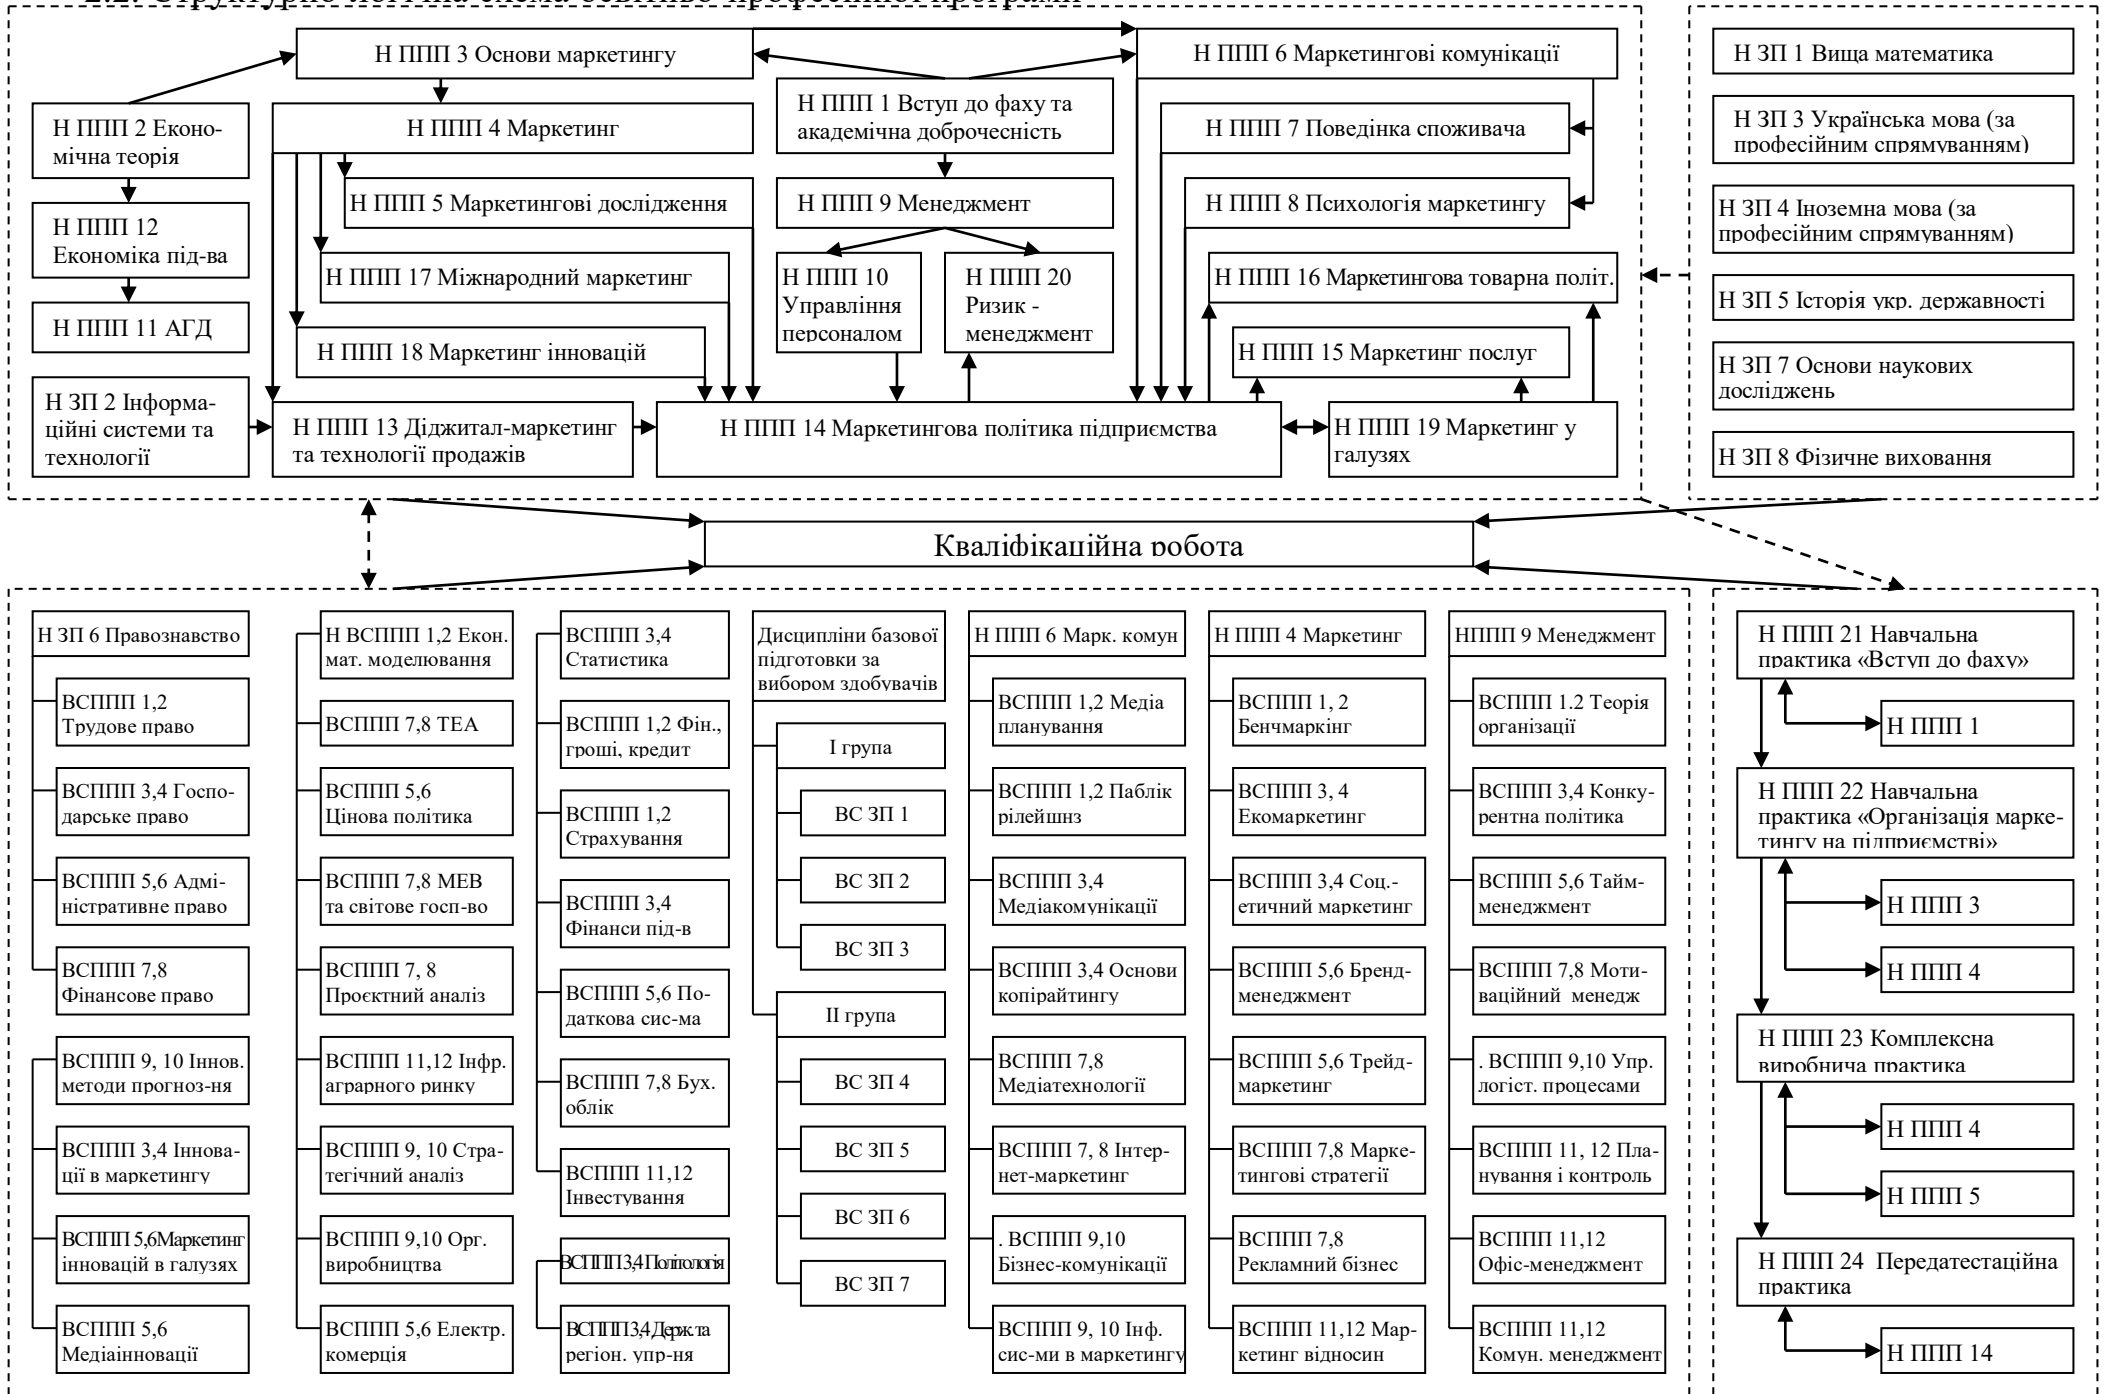 2.2. Структурно-логічна схема освітньо-професійної програми
Н ППП 3 Основи маркетингу
Н ППП 6 Маркетингові комунікації
Н ППП 2 Еконо-
мічна теорія
Н ППП 4 Маркетинг
Н ППП 1 Вступ до фаху та
академічна доброчесність
Н ППП 7 Поведінка споживача
Н ППП 5 Маркетингові дослідження
Н ППП 9 Менеджмент
Н ППП 8 Психологія маркетингу
Н ППП 12
Економіка під-ва
Н ППП 17 Міжнародний маркетинг
Н ППП 10
Управління
персоналом
Н ППП 20
Ризик -
менеджмент
Н ППП 16 Маркетингова товарна політ.
Н ППП 11 АГД
Н ППП 18 Маркетинг інновацій
Н ППП 15 Маркетинг послуг
Н ЗП 2 Інформа-
ційні системи та
технології
Н ППП 13 Діджитал-маркетинг
та технології продажів
Н ППП 14 Маркетингова політика підприємства
Н ППП 19 Маркетинг у
галузях
Н ЗП 1 Вища математика
Н ЗП 3 Українська мова (за
професійним спрямуванням)
Н ЗП 4 Іноземна мова (за
професійним спрямуванням)
Н ЗП 5 Історія укр. державності
Н ЗП 7 Основи наукових
досліджень
Н ЗП 8 Фізичне виховання
Кваліфікаційна робота
Н ЗП 6 Правознавство
ВСППП 1,2
Трудове право
ВСППП 3,4 Госпо-
дарське право
ВСППП 5,6 Адмі-
ністративне право
ВСППП 7,8
Фінансове право
ВСППП 9, 10 Іннов.
методи прогноз-ня
ВСППП 3,4 Іннова-
ції в маркетингу
ВСППП 5,6Маркетинг
інновацій в галузях
ВСППП 5,6
Медіаінновації
Н ВСППП 1,2 Екон.
мат. моделювання
ВСППП 7,8 ТЕА
ВСППП 5,6
Цінова політика
ВСППП 7,8 МЕВ
та світове госп-во
ВСППП 7, 8
Проєктний аналіз
ВСППП 11,12 Інфр.
аграрного ринку
ВСППП 9, 10 Стра-
тегічний аналіз
ВСППП 9,10 Орг.
виробництва
ВСППП 5,6 Електр.
комерція
ВСППП 3,4
Статистика
ВСППП 1,2 Фін.,
гроші, кредит
ВСППП 1,2
Страхування
ВСППП 3,4
Фінанси під-в
ВСППП 5,6 По-
даткова сис-ма
ВСППП 7,8 Бух.
облік
ВСППП 11,12
Інвестування
ВСППП3,4Політологія
ВСППП3,4Держ.та
регіон. упр-ня
Дисципліни базової
підготовки за
вибором здобувачів
І група
ВС ЗП 1
ВС ЗП 2
ВС ЗП 3
ІІ група
ВС ЗП 4
ВС ЗП 5
ВС ЗП 6
ВС ЗП 7
Н ППП 6 Марк. комун
ВСППП 1,2 Медіа
планування
ВСППП 1,2 Паблік
рілейшнз
ВСППП 3,4
Медіакомунікації
ВСППП 3,4 Основи
копірайтингу
ВСППП 7,8
Медіатехнології
ВСППП 7, 8 Інтер-
нет-маркетинг
. ВСППП 9,10
Бізнес-комунікації
ВСППП 9, 10 Інф.
сис-ми в маркетингу
Н ППП 4 Маркетинг
ВСППП 1, 2
Бенчмаркінг
ВСППП 3, 4
Екомаркетинг
ВСППП 3,4 Соц.-
етичний маркетинг
ВСППП 5,6 Бренд-
менеджмент
ВСППП 5,6 Трейд-
маркетинг
ВСППП 7,8 Марке-
тингові стратегії
ВСППП 7,8
Рекламний бізнес
ВСППП 11,12 Мар-
кетинг відносин
НППП 9 Менеджмент
ВСППП 1.2 Теорія
організації
ВСППП 3,4 Конку-
рентна політика
ВСППП 5,6 Тайм-
менеджмент
ВСППП 7,8 Моти-
ваційний менедж
. ВСППП 9,10 Упр.
логіст. процесами
ВСППП 11, 12 Пла-
нування і контроль
ВСППП 11,12
Офіс-менеджмент
ВСППП 11,12
Комун. менеджмент
Н ППП 21 Навчальна
практика «Вступ до фаху»
Н ППП 1
Н ППП 22 Навчальна
практика «Організація марке-
тингу на підприємстві»
Н ППП 3
Н ППП 4
Н ППП 23 Комплексна
виробнича практика
Н ППП 4
Н ППП 5
Н ППП 24 Передатестаційна
практика
Н ППП 14